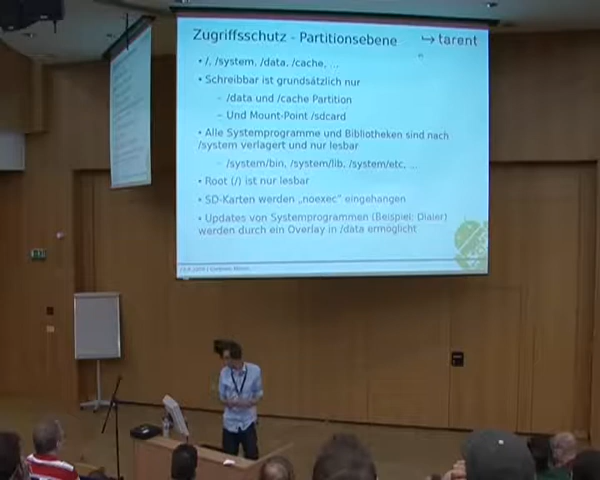 Zugriffsschutz - Partitionsebene
tarent
• /, /system, /data, /cache, ...
• Schreibbar ist grundsätzlich nur
– /data und /cache Partition
– Und Mount-Point /sdcard
• Alle Systemprogramme und Bibliotheken sind nach
/system verlagert und nur lesbar
– /system/bin, /system/lib, /system/etc, ...
• Root (/) ist nur lesbar
• SD-Karten werden „noexec" eingehangen
• Updates von Systemprogrammen (Beispiel: Dialer)
werden durch ein Overlay in /data ermöglicht